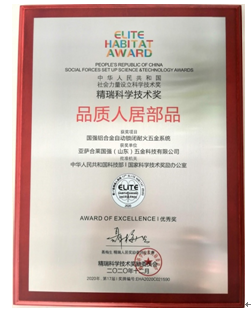 ELITE
HABITAT
AWARD
PEOPLE'S REPUBLIC OF CHINA
SOCIAL FORCES SET UP SCIENCE & TECHNOLOGY AWARDS
中华人民共和国
社会力量设立科学技术奖
精瑞科学技术奖
品质人居部品
获奖项目
国强铝合金自动锁闭耐火五金系统
获奖单位
亚萨合莱国强（山东）五金科技有限公司
批准机关
中华人民共和国科技部 | 国家科学技术奖励办公室
ELITE
AWARD OF EXCELLENCE | 优秀奖
精瑞科学技术奖
二〇二〇年十二月